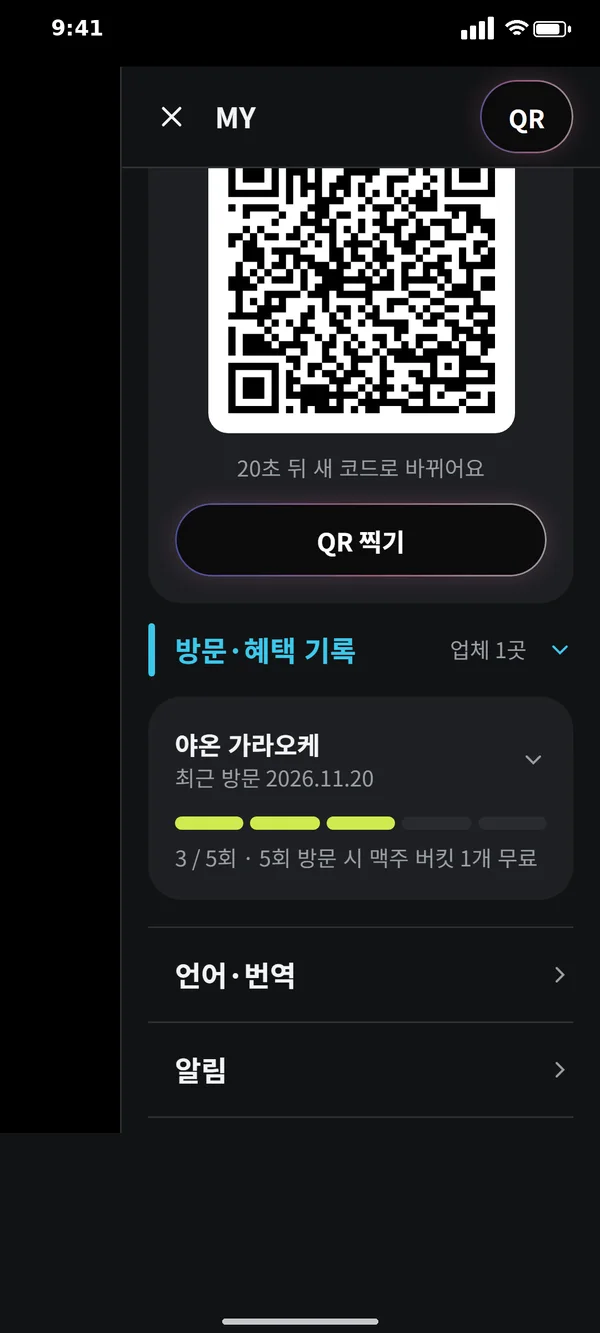 9:41
MY
QR
20초 뒤 새 코드로 바뀌어요
QR 찍기
방문·혜택 기록
업체 1곳
야온 가라오케
최근 방문 2026.11.20
3 / 5회 · 5회 방문 시 맥주 버킷 1개 무료
언어·번역
알림